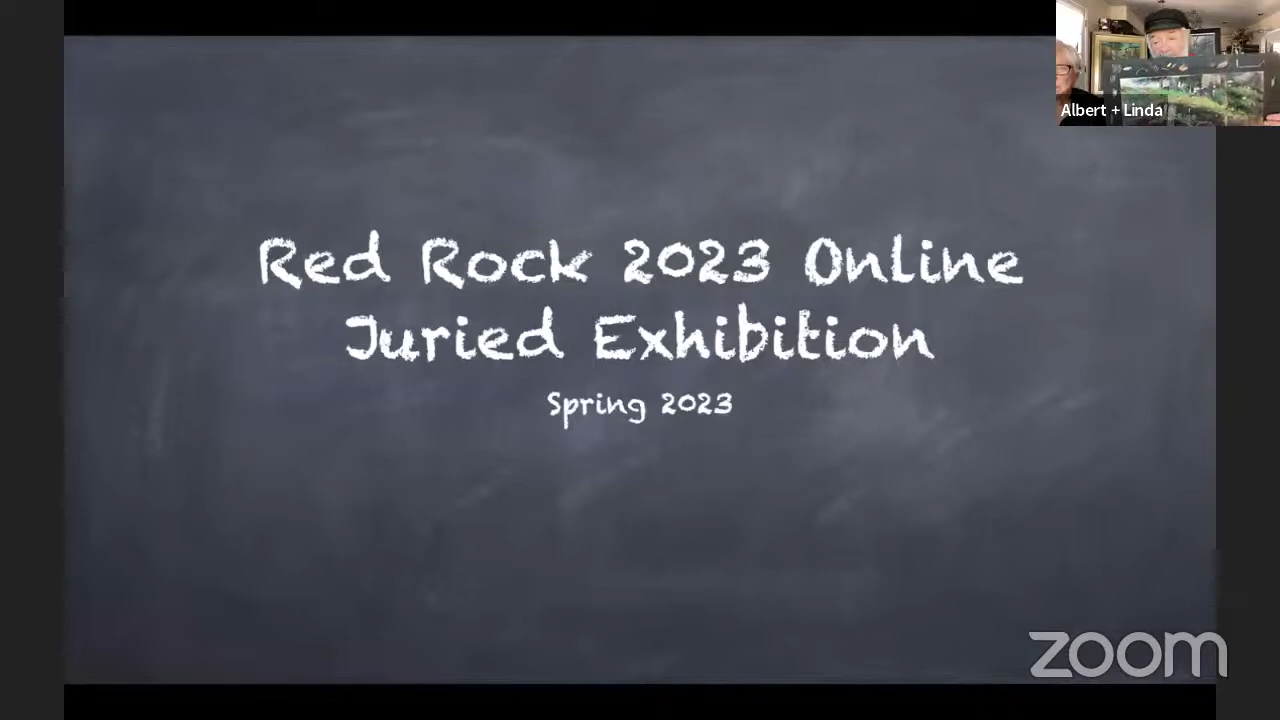 Albert + Linda
Red Rock 2023 Online
Juried Exhibition
Spring 2023
zoom